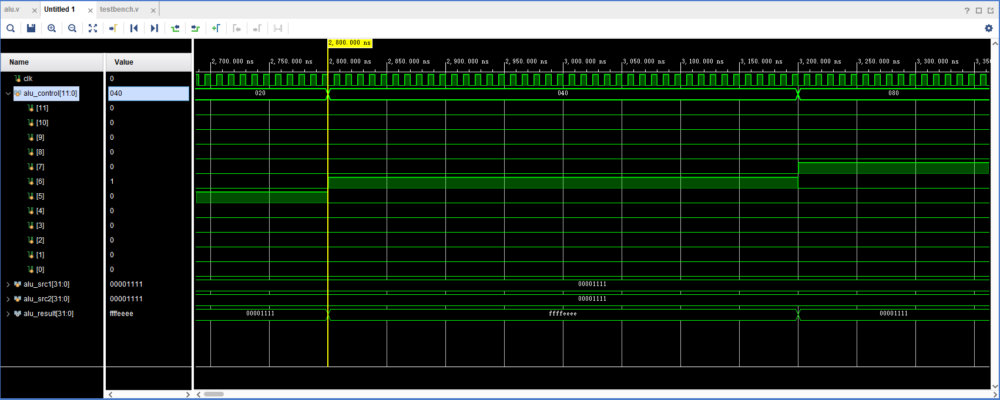 alu.v
Untitled 1
testbench.v
2,800.000 ns
Name Value
2,700.000 ns 2,750.000 ns 2,800.000 ns 2,850.000 ns 2,900.000 ns 2,950.000 ns 3,000.000 ns 3,050.000 ns 3,100.000 ns 3,150.000 ns 3,200.000 ns 3,250.000 ns 3,300.000 ns 3,350
clk 0
alu_control[11:0] 040 020 040 080
[11] 0
[10] 0
[9] 0
[8] 0
[7] 0
[6] 1
[5] 0
[4] 0
[3] 0
[2] 0
[1] 0
[0] 0
alu_src1[31:0] 00001111 00001111
alu_src2[31:0] 00001111 00001111
alu_result[31:0] ffffeeee 00001111 ffffeeee 00001111